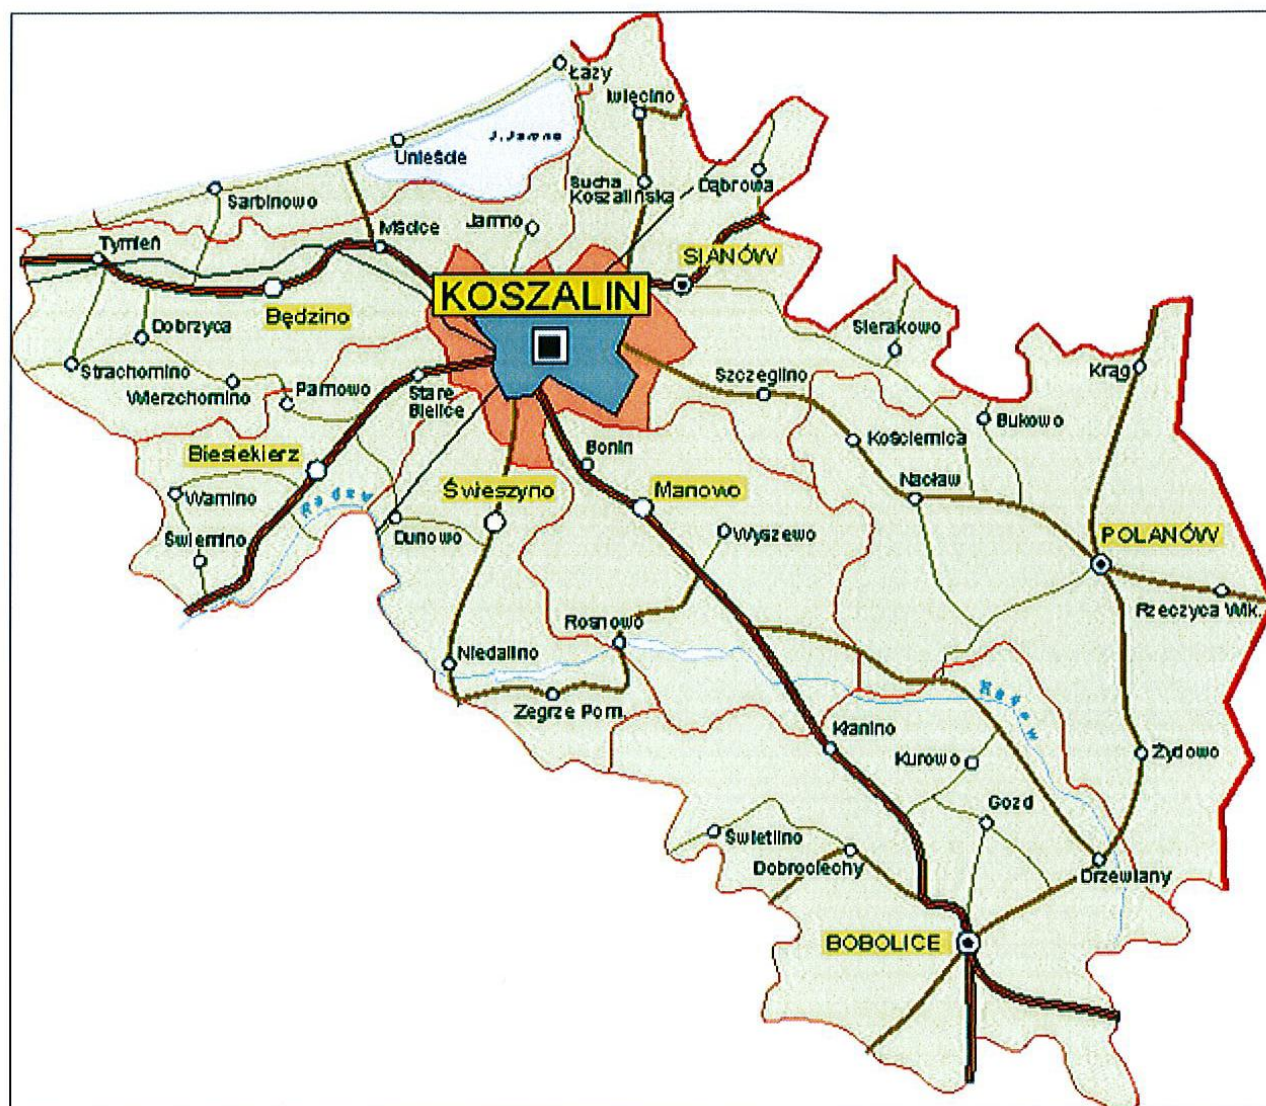 Łazy
Iwięcino
J. Jamno
Unieście
Sucha
Koszalińska
Dąbrowa
Sarbinowo
Mścice
Jamno
Tymień
SIANÓW
KOSZALIN
Będzino
Dobrzyca
Sierakowo
Strachomino
Wierzchomino
Parnowo
Stare
Bielice
Szczeglino
Krąg
Bukowo
Kościernica
Bonin
Biesiekierz
Nacław
Warnino
Radew
Świeszyno
Manowo
Świemino
Dunowo
Wyszewo
POLANÓW
Rzeczyca Wlk.
Rosnowo
Niedalino
Radew
Zegrze Pom.
Kłanino
Kurowo
Żydowo
Gozd
Świetlino
Dobrociechy
Drzewiany
BOBOLICE